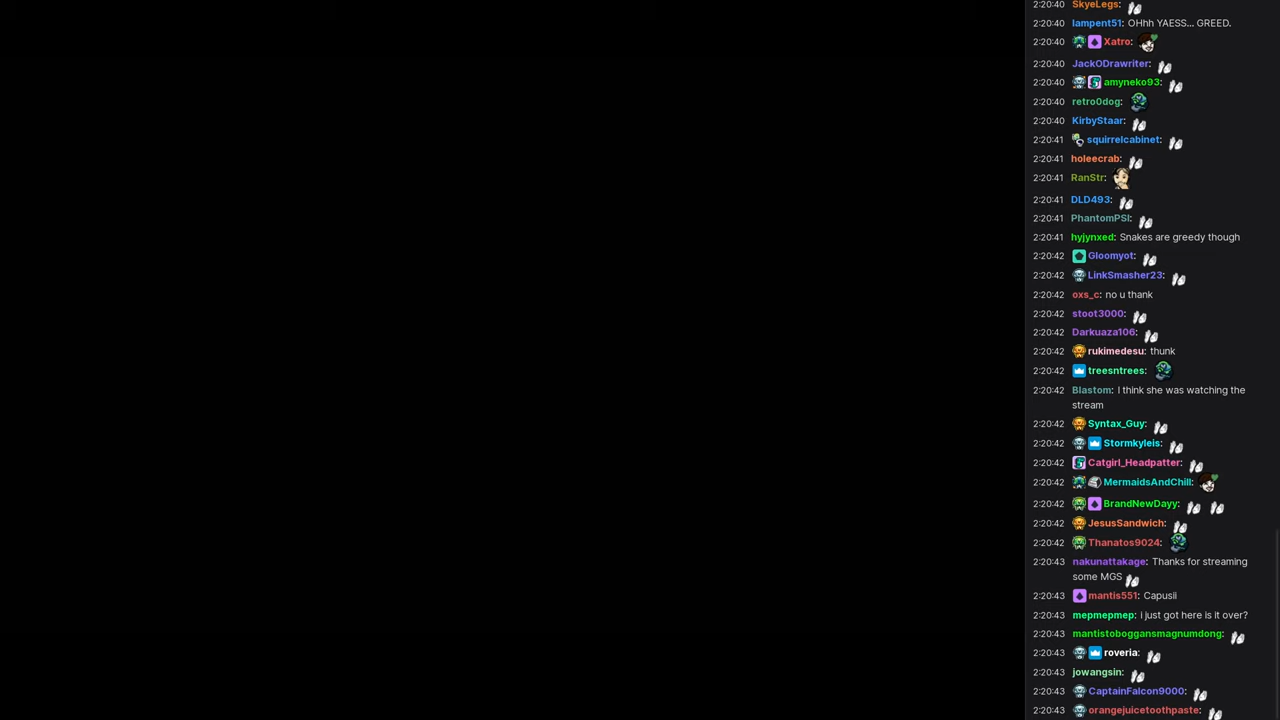 2:20:40 SkyeLegs:
2:20:40 lampent51: OHhh YAESS... GREED.
2:20:40 Xatro:
2:20:40 JackODrawriter:
2:20:40 amyneko93:
2:20:40 retro0dog:
2:20:40 KirbyStaar:
2:20:41 squirrelcabinet:
2:20:41 holeecrab:
2:20:41 RanStr:
2:20:41 DLD493:
2:20:41 PhantomPSI:
2:20:41 hyjynxed: Snakes are greedy though
2:20:42 Gloomyot:
2:20:42 LinkSmasher23:
2:20:42 oxs_c: no u thank
2:20:42 stoot3000:
2:20:42 Darkuaza106:
2:20:42 rukimedesu: thunk
2:20:42 treesntrees:
2:20:42 Blastom: I think she was watching the
stream
2:20:42 Syntax_Guy:
2:20:42 Stormkyleis:
2:20:42 Catgirl_Headpatter:
2:20:42 MermaidsAndChill:
2:20:42 BrandNewDayy:
2:20:42 JesusSandwich:
2:20:42 Thanatos9024:
2:20:43 nakunattakage: Thanks for streaming
some MGS
2:20:43 mantis551: Capusii
2:20:43 mepmepmep: i just got here is it over?
2:20:43 mantistoboggansmagnumdong:
2:20:43 roveria:
2:20:43 jowangsin:
2:20:43 CaptainFalcon9000:
2:20:43 orangejuicetoothpaste: